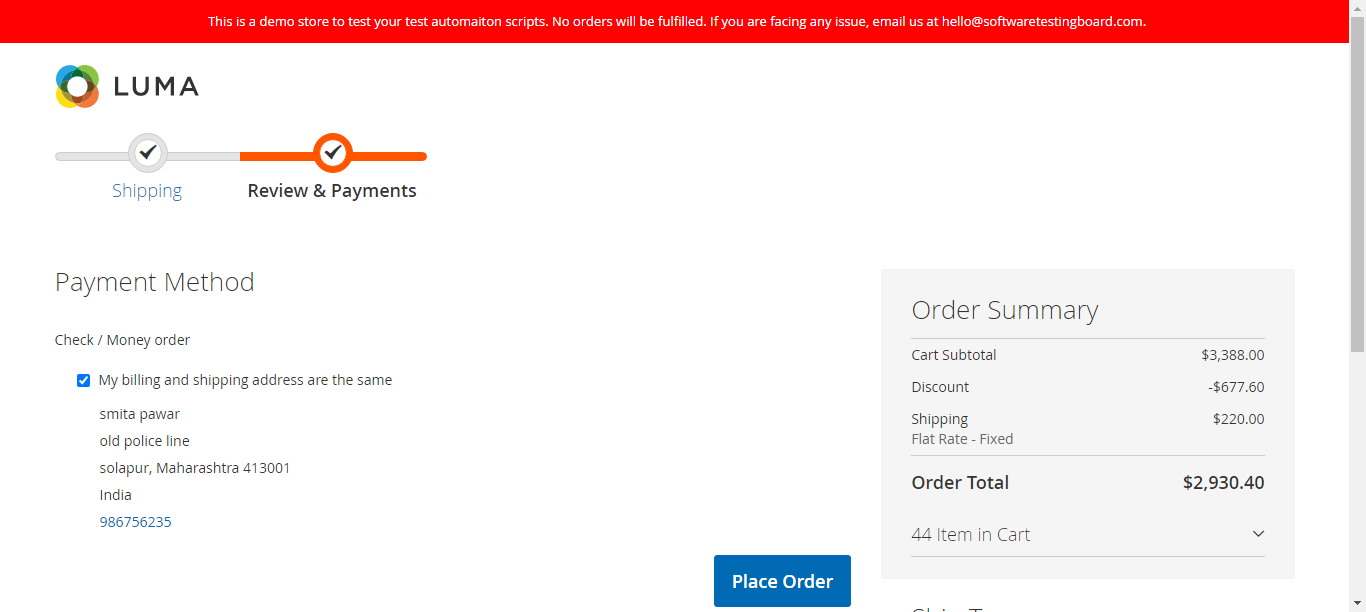 This is a demo store to test your test automaiton scripts. No orders will be fulfilled. If you are facing any issue, email us at hello@softwaretestingboard.com.
LUMA
Shipping
Review & Payments
Payment Method
Check / Money order
My billing and shipping address are the same
smita pawar
old police line
solapur, Maharashtra 413001
India
986756235
Place Order
Order Summary
Cart Subtotal $3,388.00
Discount -$677.60
Shipping $220.00
Flat Rate - Fixed
Order Total $2,930.40
44 Item in Cart